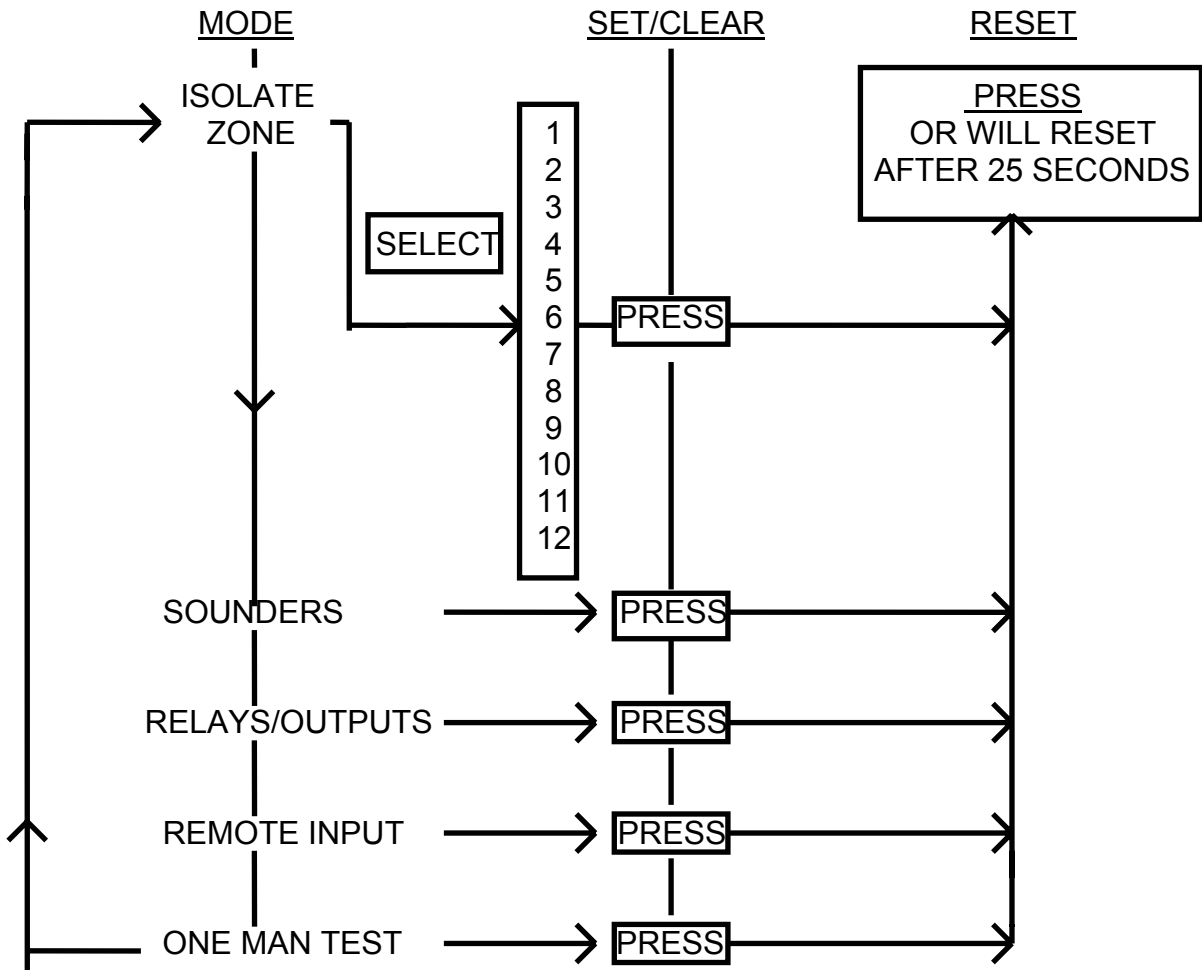 MODE
SET/CLEAR
RESET
ISOLATE
ZONE
SELECT
1
2
3
4
5
6
7
8
9
10
11
12
PRESS
PRESS
OR WILL RESET
AFTER 25 SECONDS
SOUNDERS
PRESS
RELAYS/OUTPUTS
PRESS
REMOTE INPUT
PRESS
ONE MAN TEST
PRESS